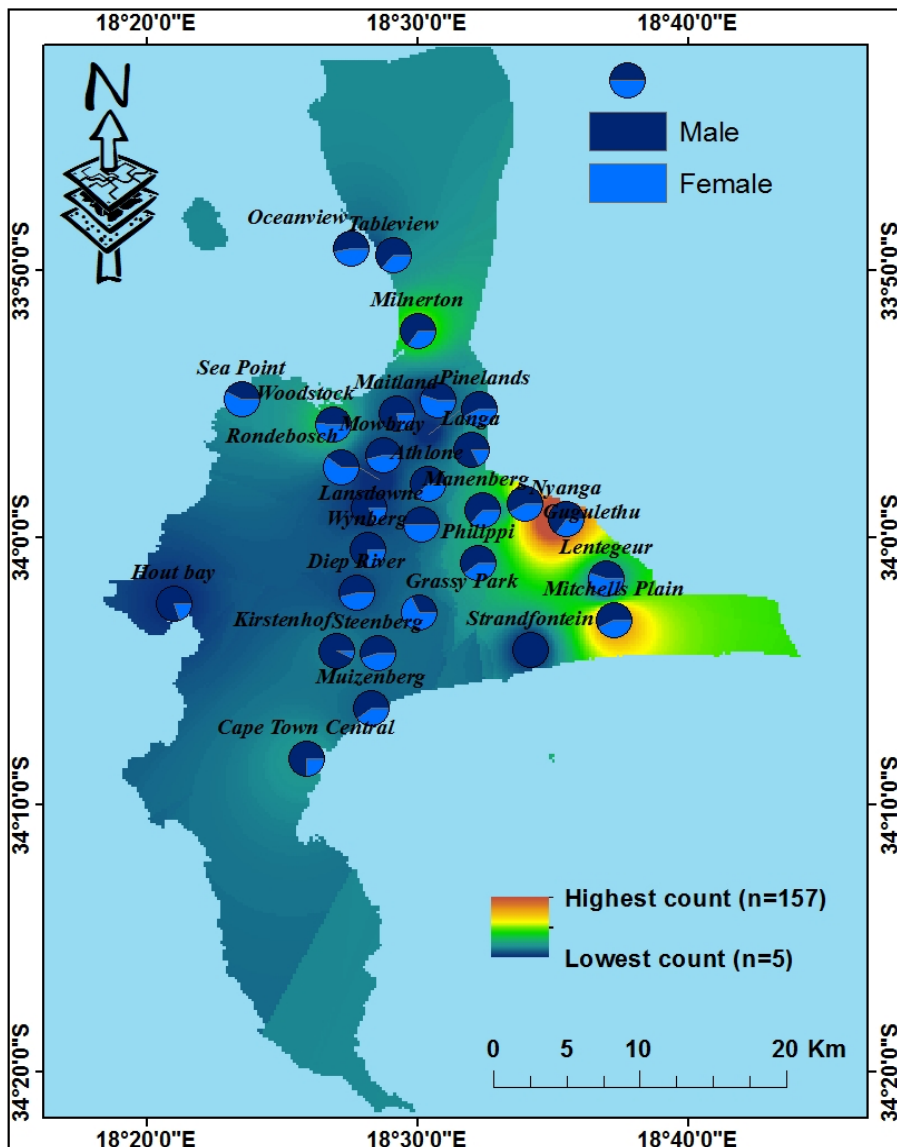 18°20'0"E 18°30'0"E 18°40'0"E
N
Male
Female
Oceanview
Tableview
33°50'0"S 33°50'0"S
Milnerton
Sea Point
Maitland
Pinelands
Woodstock
Mowbray
Langa
Rondebosch
Athlone
Manenberg
Lansdowne
Nyanga
Wynberg
Gugulethu
Philippi
34°0'0"S 34°0'0"S
Lentegeur
Diep River
Hout bay
Grassy Park
Mitchells Plain
Kirstenhof
Steenberg
Strandfontein
Muizenberg
Cape Town Central
34°10'0"S 34°10'0"S
Highest count (n=157)
Lowest count (n=5)
0 5 10 20 Km
34°20'0"S 34°20'0"S
18°20'0"E 18°30'0"E 18°40'0"E